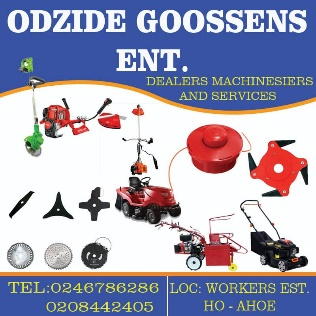 ODZIDE GOOSSENS
ENT.
DEALERS MACHINESIERS
AND SERVICES
TEL:0246786286
0208442405
LOC: WORKERS EST.
HO - AHOE